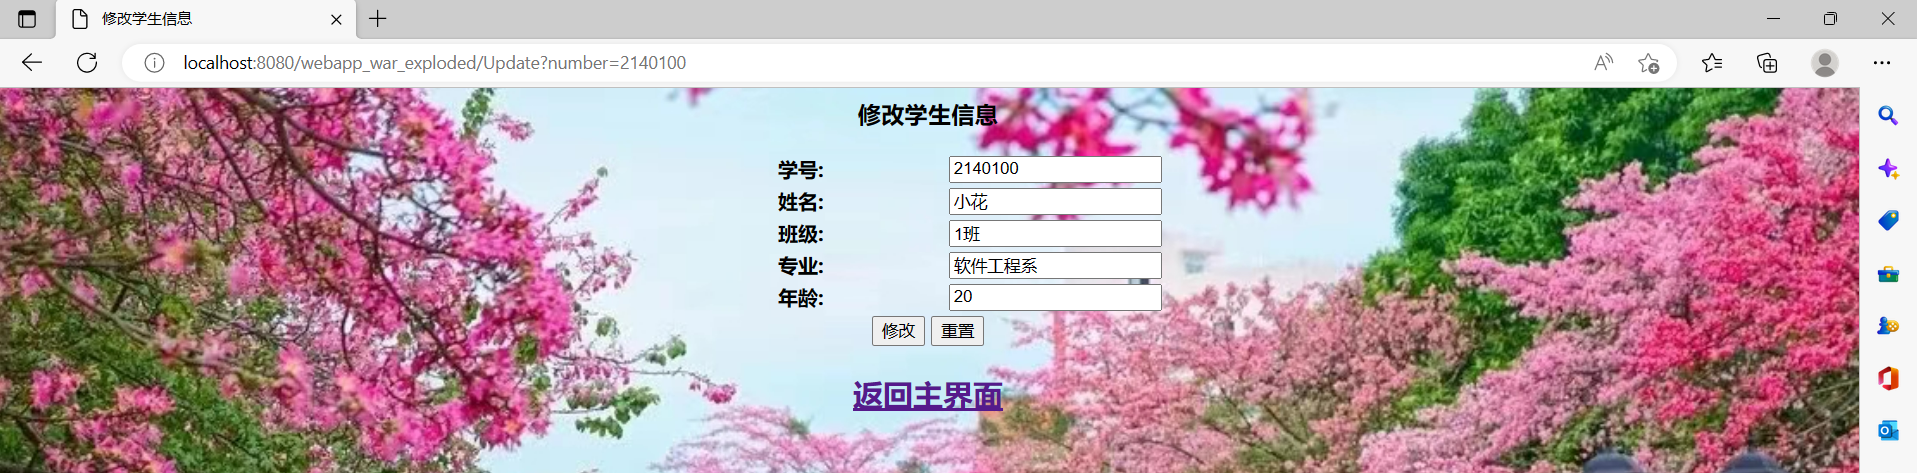 修改学生信息
localhost:8080/webapp_war_exploded/Update?number=2140100
修改学生信息
学号: 2140100
姓名: 小花
班级: 1班
专业: 软件工程系
年龄: 20
修改 重置
返回主界面